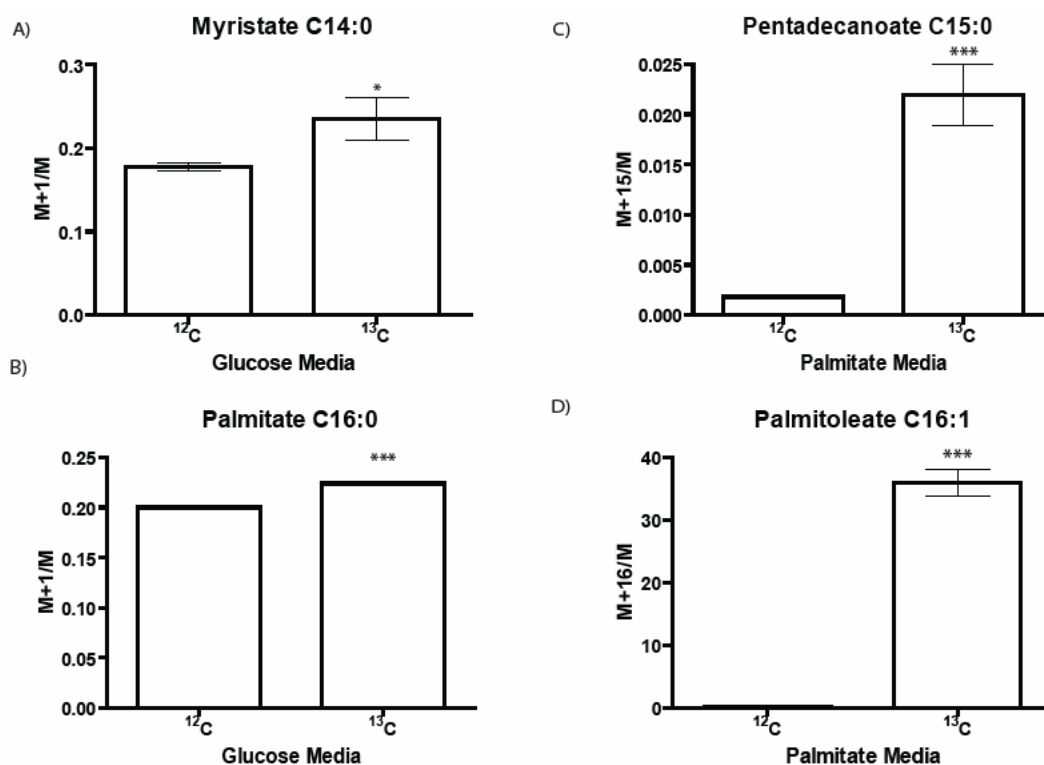 A)
Myristate C14:0
0.3
0.2
0.1
0.0
M+1/M
*
¹²C
¹³C
Glucose Media
B)
Palmitate C16:0
0.25
0.20
0.15
0.10
0.05
0.00
M+1/M
***
¹²C
¹³C
Glucose Media
C)
Pentadecanoate C15:0
0.025
0.020
0.015
0.010
0.005
0.000
M+15/M
***
¹²C
¹³C
Palmitate Media
D)
Palmitoleate C16:1
40
30
20
10
0
M+16/M
***
¹²C
¹³C
Palmitate Media